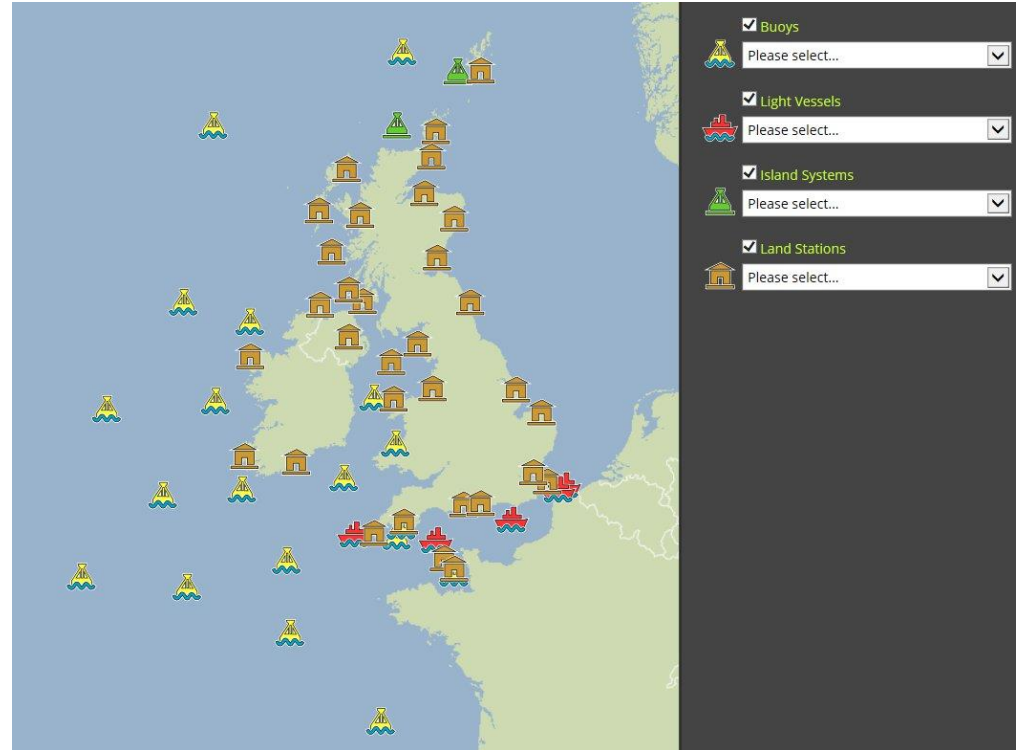 Buoys
Please select...
Light Vessels
Please select...
Island Systems
Please select...
Land Stations
Please select...